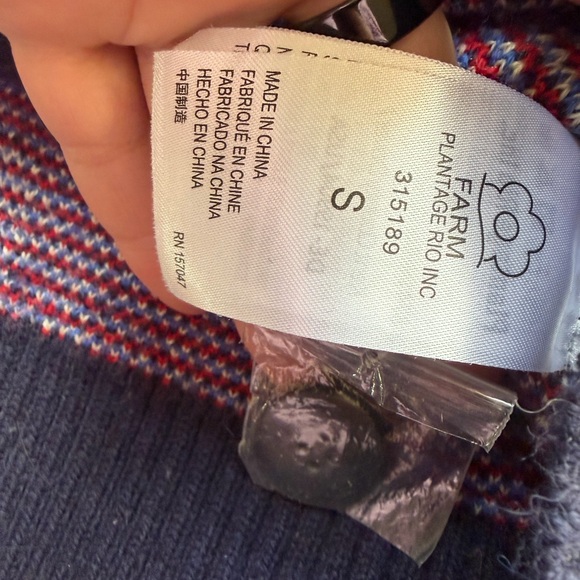 FARM
PLANTAGE RIO INC
315189
S
MADE IN CHINA
FABRIQUÉ EN CHINE
FABRICADO NA CHINA
HECHO EN CHINA
中国制造
RN 157047